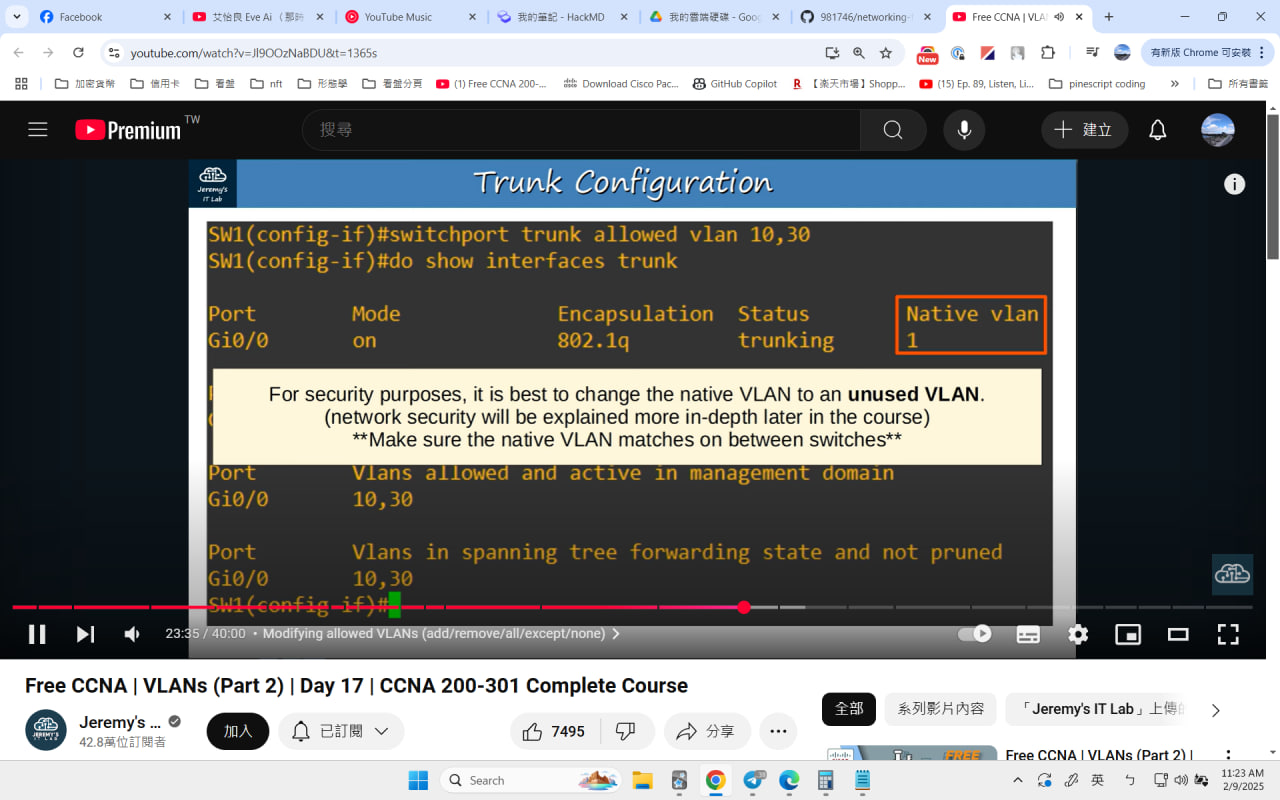 Facebook
艾怡良 Eve Ai（那時
YouTube Music
我的筆記 - HackMD
我的雲端硬碟 - Goo
981746/networking-
Free CCNA | VLAN
youtube.com/watch?v=Jl9OOzNaBDU&t=1365s
New
有新版 Chrome 可安裝
加密貨幣
信用卡
看盤
nft
形態學
看盤分頁
(1) Free CCNA 200-...
Download Cisco Pac...
GitHub Copilot
【楽天市場】Shopp...
(15) Ep. 89, Listen, Li...
pinescript coding
»
所有書籤
Premium TW
搜尋
建立
Jeremy's
IT Lab
Trunk Configuration
SW1(config-if)#switchport trunk allowed vlan 10,30
SW1(config-if)#do show interfaces trunk
Port Mode Encapsulation Status Native vlan
Gi0/0 on 802.1q trunking 1
For security purposes, it is best to change the native VLAN to an unused VLAN.
(network security will be explained more in-depth later in the course)
**Make sure the native VLAN matches on between switches**
Port Vlans allowed and active in management domain
Gi0/0 10,30
Port Vlans in spanning tree forwarding state and not pruned
Gi0/0 10,30
SW1(config-if)#
23:35 / 40:00 • Modifying allowed VLANs (add/remove/all/except/none)
Free CCNA | VLANs (Part 2) | Day 17 | CCNA 200-301 Complete Course
Jeremy's ...
42.8萬位訂閱者
加入
已訂閱
7495
分享
全部
系列影片內容
「Jeremy's IT Lab」上傳的
FREE
Free CCNA | VLANs (Part 2) |
Search
英
ㄅ
11:23 AM
2/9/2025